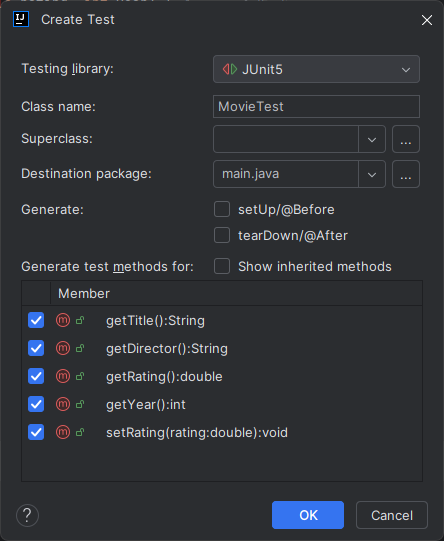 IJ
Create Test
Testing library:
JUnit5
Class name:
MovieTest
Superclass:
...
Destination package:
main.java
...
Generate:
setUp/@Before
tearDown/@After
Generate test methods for:
Show inherited methods
Member
m getTitle():String
m getDirector():String
m getRating():double
m getYear():int
m setRating(rating:double):void
?
OK
Cancel